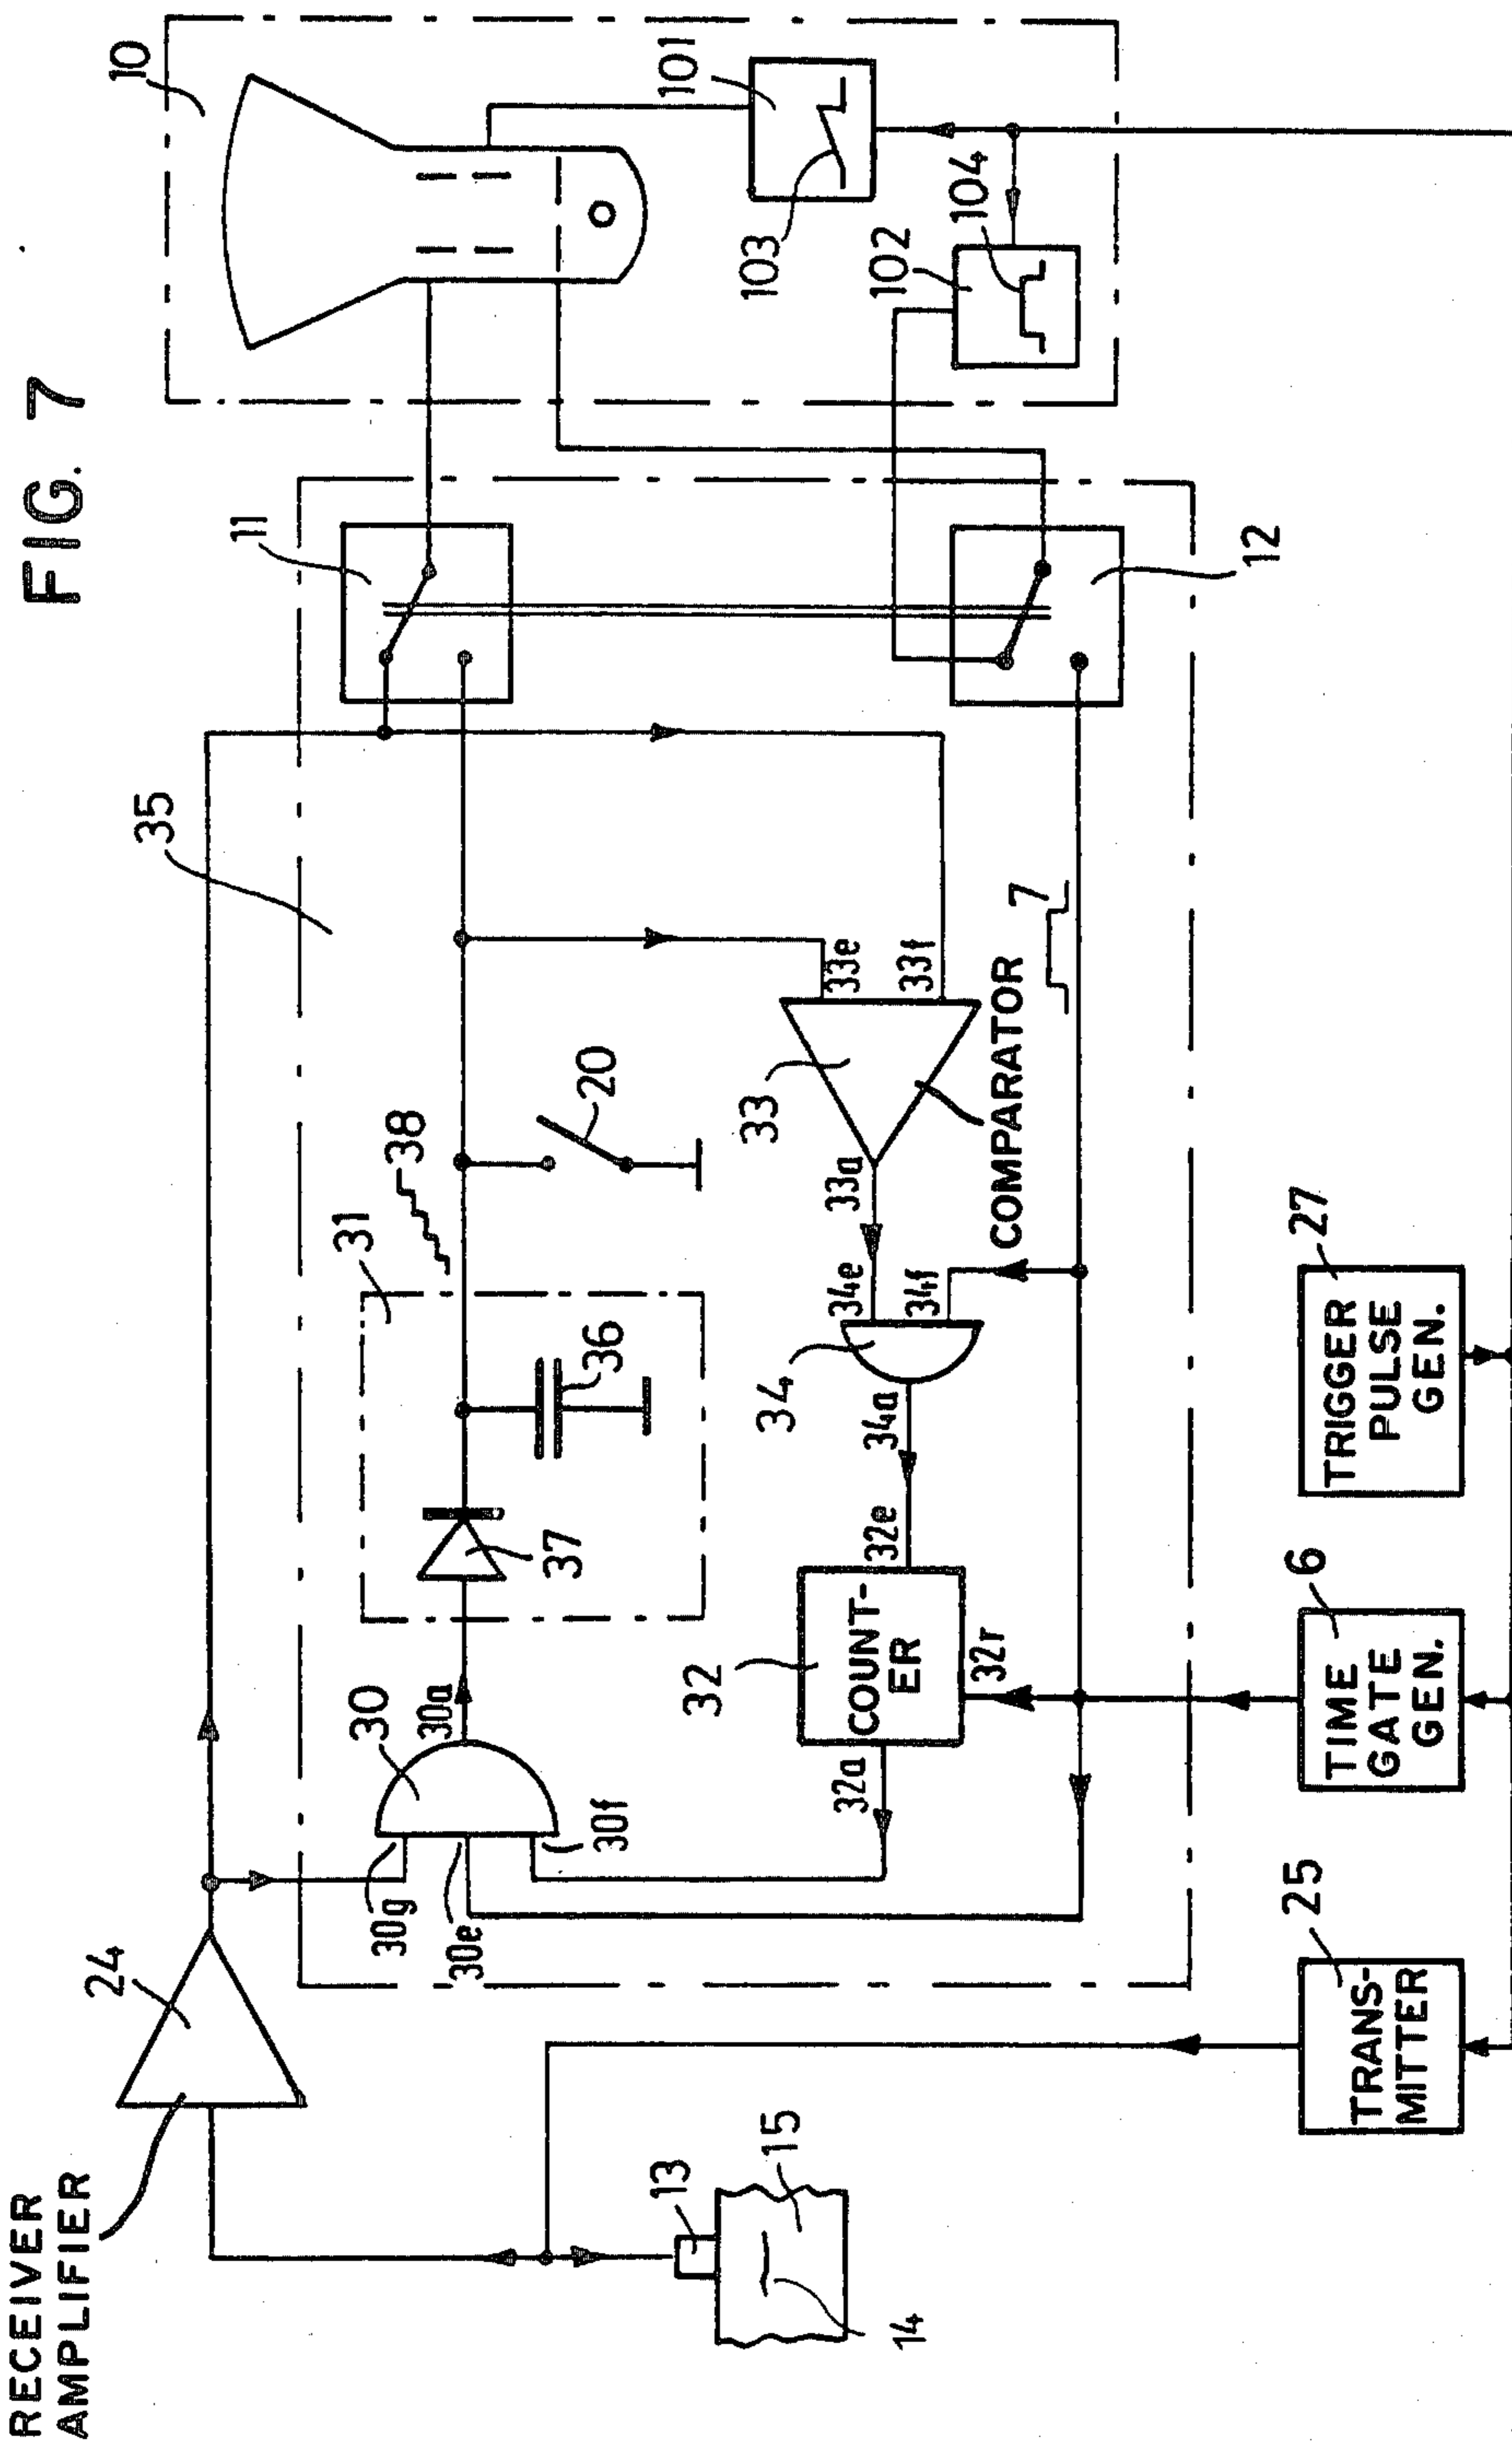 FIG. 7
RECEIVER
AMPLIFIER
24
35
11
10
30g
30e
30
30a
30f
31
38
37
36
20
101
103
102
104
33e
33f
33
33a
34e
34f
34
34a
32e
32
COUNT-
ER
32a
32r
COMPARATOR
7
12
13
14
15
25
TRANS-
MITTER
6
TIME
GATE
GEN.
27
TRIGGER
PULSE
GEN.